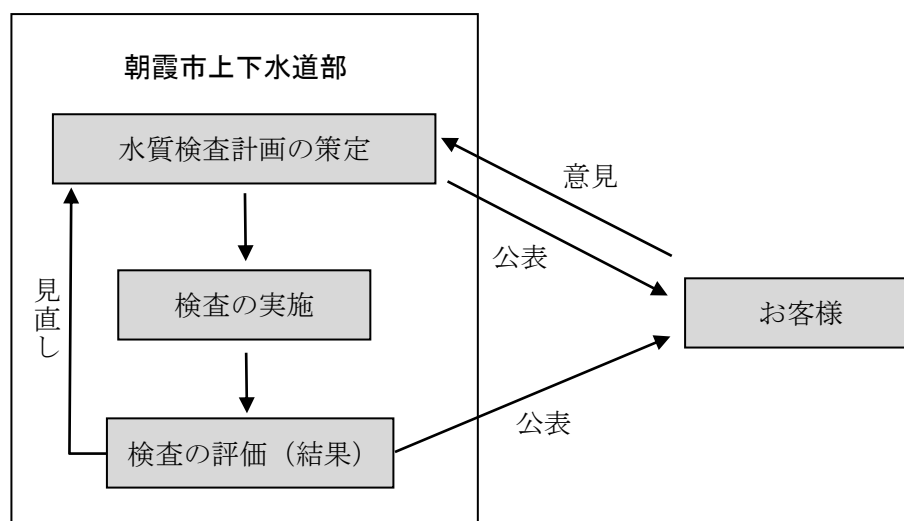 朝霞市上下水道部
水質検査計画の策定
意見
公表
検査の実施
見直し
お客様
公表
検査の評価（結果）